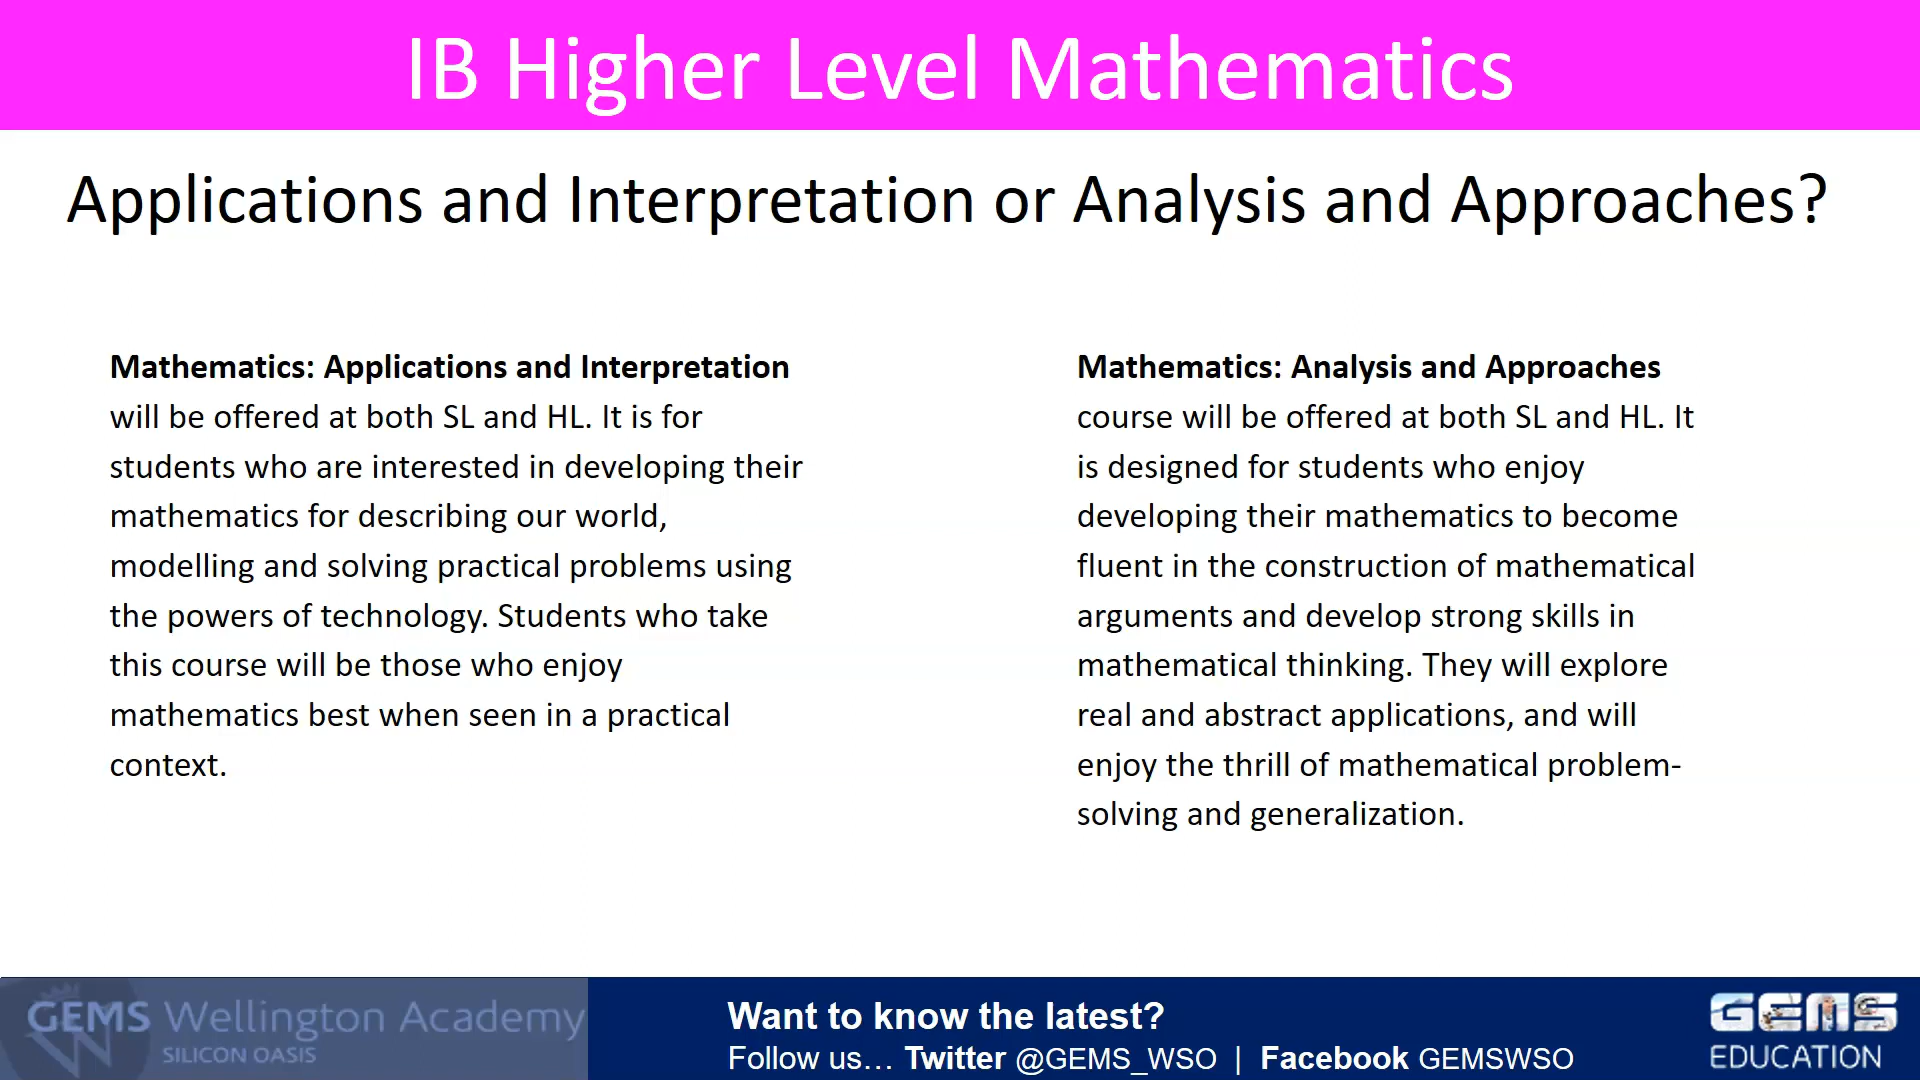 IB Higher Level Mathematics
Applications and Interpretation or Analysis and Approaches?
Mathematics: Applications and Interpretation
will be offered at both SL and HL. It is for
students who are interested in developing their
mathematics for describing our world,
modelling and solving practical problems using
the powers of technology. Students who take
this course will be those who enjoy
mathematics best when seen in a practical
context.
Mathematics: Analysis and Approaches
course will be offered at both SL and HL. It
is designed for students who enjoy
developing their mathematics to become
fluent in the construction of mathematical
arguments and develop strong skills in
mathematical thinking. They will explore
real and abstract applications, and will
enjoy the thrill of mathematical problem-
solving and generalization.
GEMS Wellington Academy
SILICON OASIS
Want to know the latest?
Follow us… Twitter @GEMS_WSO | Facebook GEMSWSO
GEMS
EDUCATION